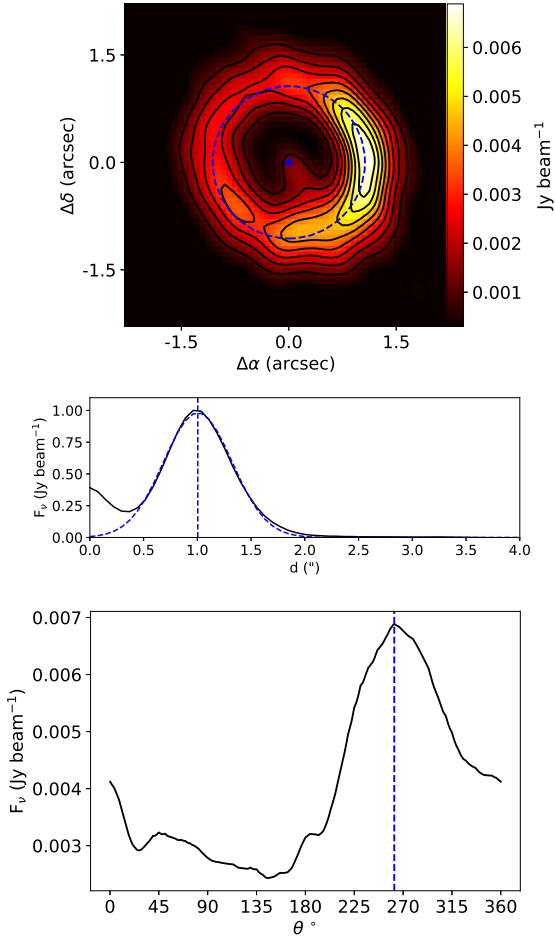 1.5
0.0
-1.5
Δδ (arcsec)
-1.5 0.0 1.5
Δα (arcsec)
0.006
0.005
0.004
0.003
0.002
0.001
Jy beam⁻¹
1.00
0.75
0.50
0.25
0.00
Fν (Jy beam⁻¹)
0.0 0.5 1.0 1.5 2.0 2.5 3.0 3.5 4.0
d (")
0.007
0.006
0.005
0.004
0.003
Fν (Jy beam⁻¹)
0 45 90 135 180 225 270 315 360
θ °